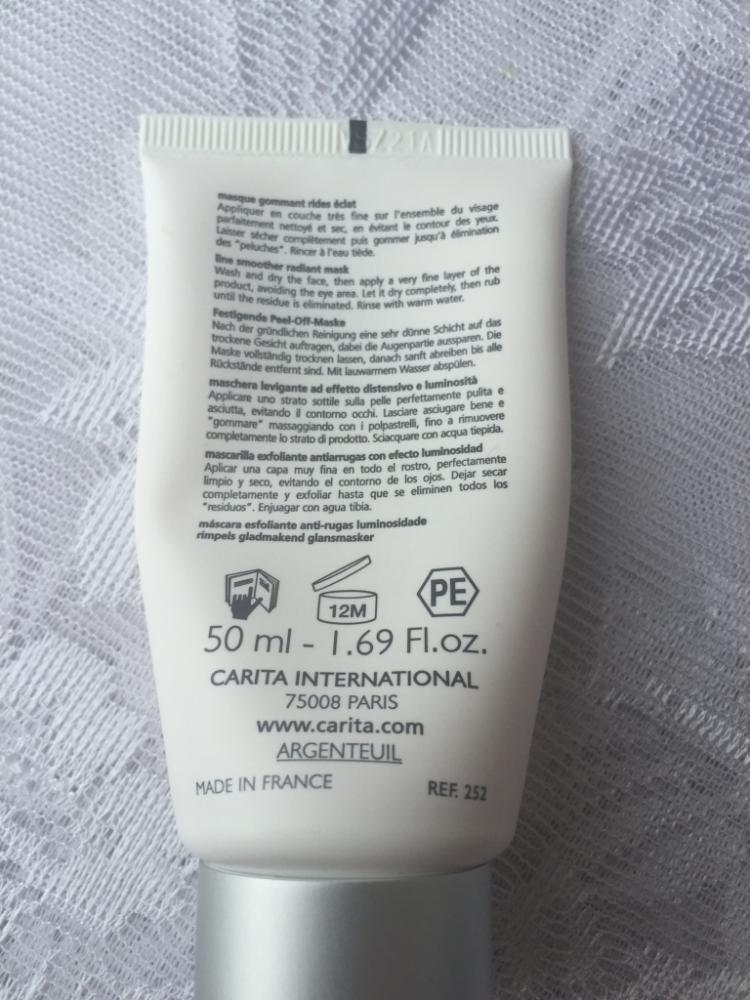 masque gommant rides éclat
Appliquer en couche très fine sur l'ensemble du visage
parfaitement nettoyé et sec, en évitant le contour des yeux.
Laisser sécher complètement puis gommer jusqu'à élimination
des "peluches". Rincer à l'eau tiède.
line smoother radiant mask
Wash and dry the face, then apply a very fine layer of the
product, avoiding the eye area. Let it dry completely, then rub
until the residue is eliminated. Rinse with warm water.
Festigende Peel-Off-Maske
Nach der gründlichen Reinigung eine sehr dünne Schicht auf das
trockene Gesicht auftragen, dabei die Augenpartie aussparen. Die
Maske vollständig trocknen lassen, danach sanft abreiben bis alle
Rückstände entfernt sind. Mit lauwarmem Wasser abspülen.
maschera levigante ad effetto distensivo e luminosità
Applicare uno strato sottile sulla pelle perfettamente pulita e
asciutta, evitando il contorno occhi. Lasciare asciugare bene e
"gommare" massaggiando con i polpastrelli, fino a rimuovere
completamente lo strato di prodotto. Sciacquare con acqua tiepida.
mascarilla exfoliante antiarrugas con efecto luminosidad
Aplicar una capa muy fina en todo el rostro, perfectamente
limpio y seco, evitando el contorno de los ojos. Dejar secar
completamente y exfoliar hasta que se eliminen todos los
"residuos". Enjuagar con agua tibia.
máscara esfoliante anti-rugas luminosidade
rimpels gladmakend glansmasker
12M
PE
50 ml - 1.69 Fl.oz.
CARITA INTERNATIONAL
75008 PARIS
www.carita.com
ARGENTEUIL
MADE IN FRANCE REF. 252